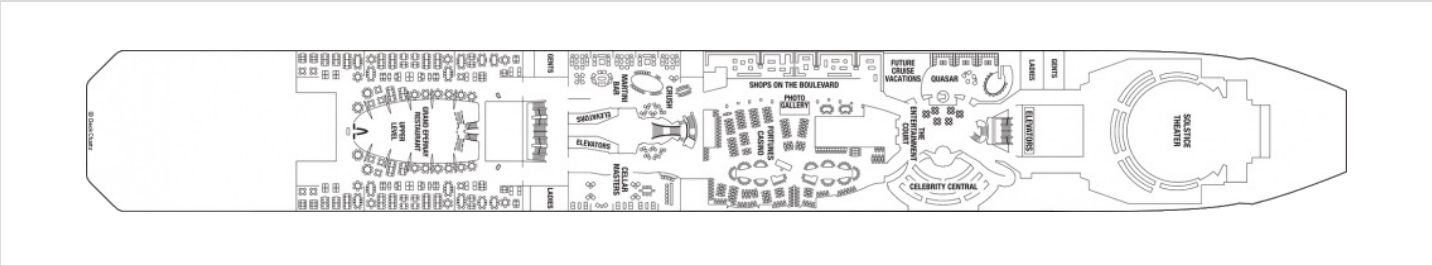 © DeckChairz
GRAND EPERNAY
RESTAURANT
UPPER
LEVEL
GENTS
LADIES
MARTINI
BAR
CRUSH
ELEVATORS
ELEVATORS
CELLAR
MASTERS
SHOPS ON THE BOULEVARD
PHOTO
GALLERY
FORTUNES
CASINO
FUTURE
CRUISE
VACATIONS
QUASAR
THE
ENTERTAINMENT
COURT
CELEBRITY CENTRAL
LADIES
GENTS
ELEVATORS
SOLSTICE
THEATER